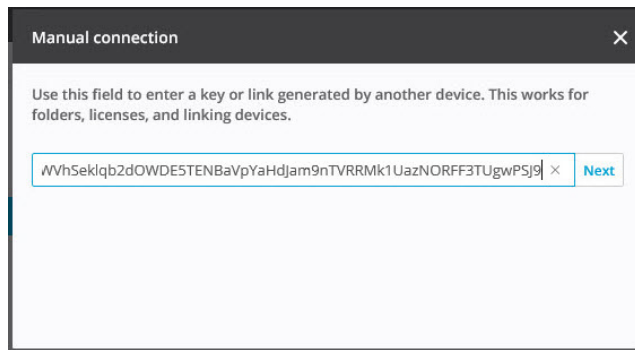 Manual connection
Use this field to enter a key or link generated by another device. This works for
folders, licenses, and linking devices.
WVhSeklqb2dOWDE5TENBaVpYaHdJam9nTVRRMk1UazNORFF3TUgwPSJ9 Next